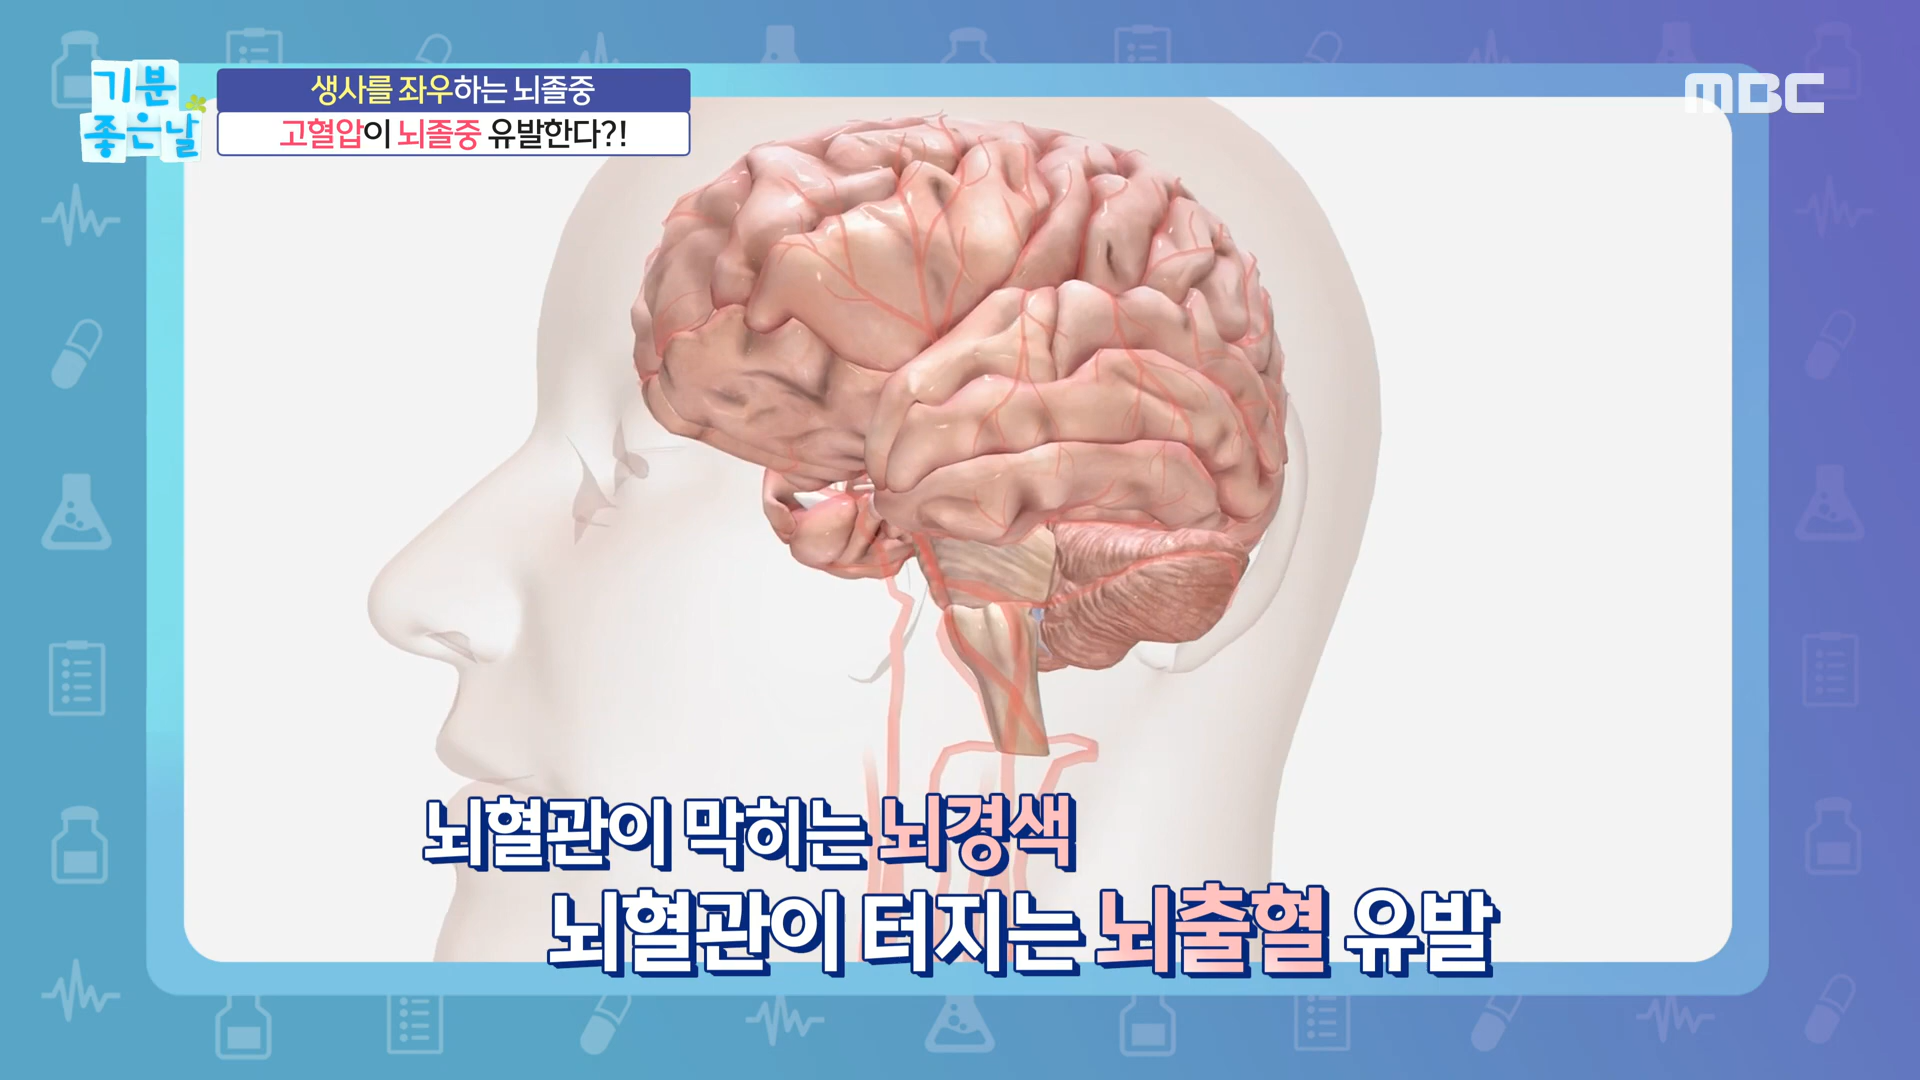 기분
좋은날
생사를 좌우하는 뇌졸중
고혈압이 뇌졸중 유발한다?!
MBC
뇌혈관이 막히는 뇌경색
뇌혈관이 터지는 뇌출혈 유발